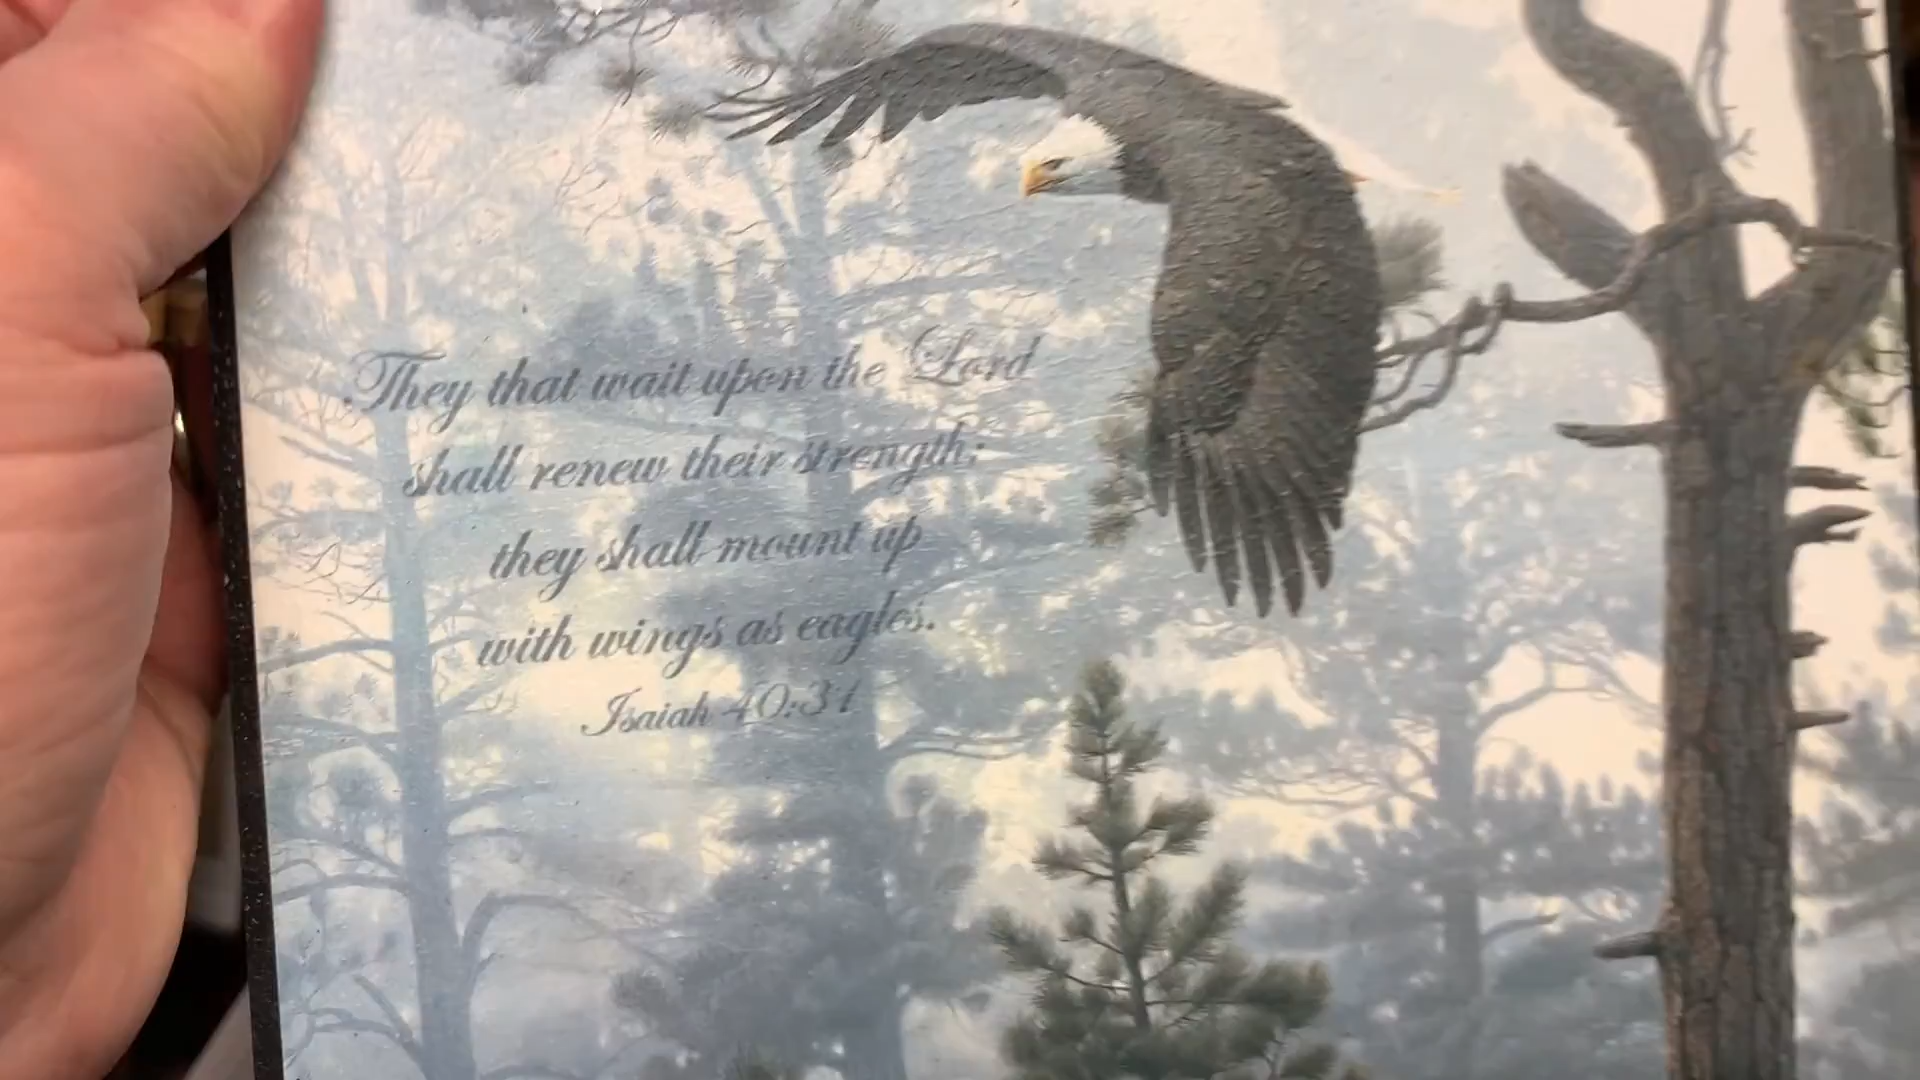 They that wait upon the Lord
shall renew their strength;
they shall mount up
with wings as eagles.
Isaiah 40:31